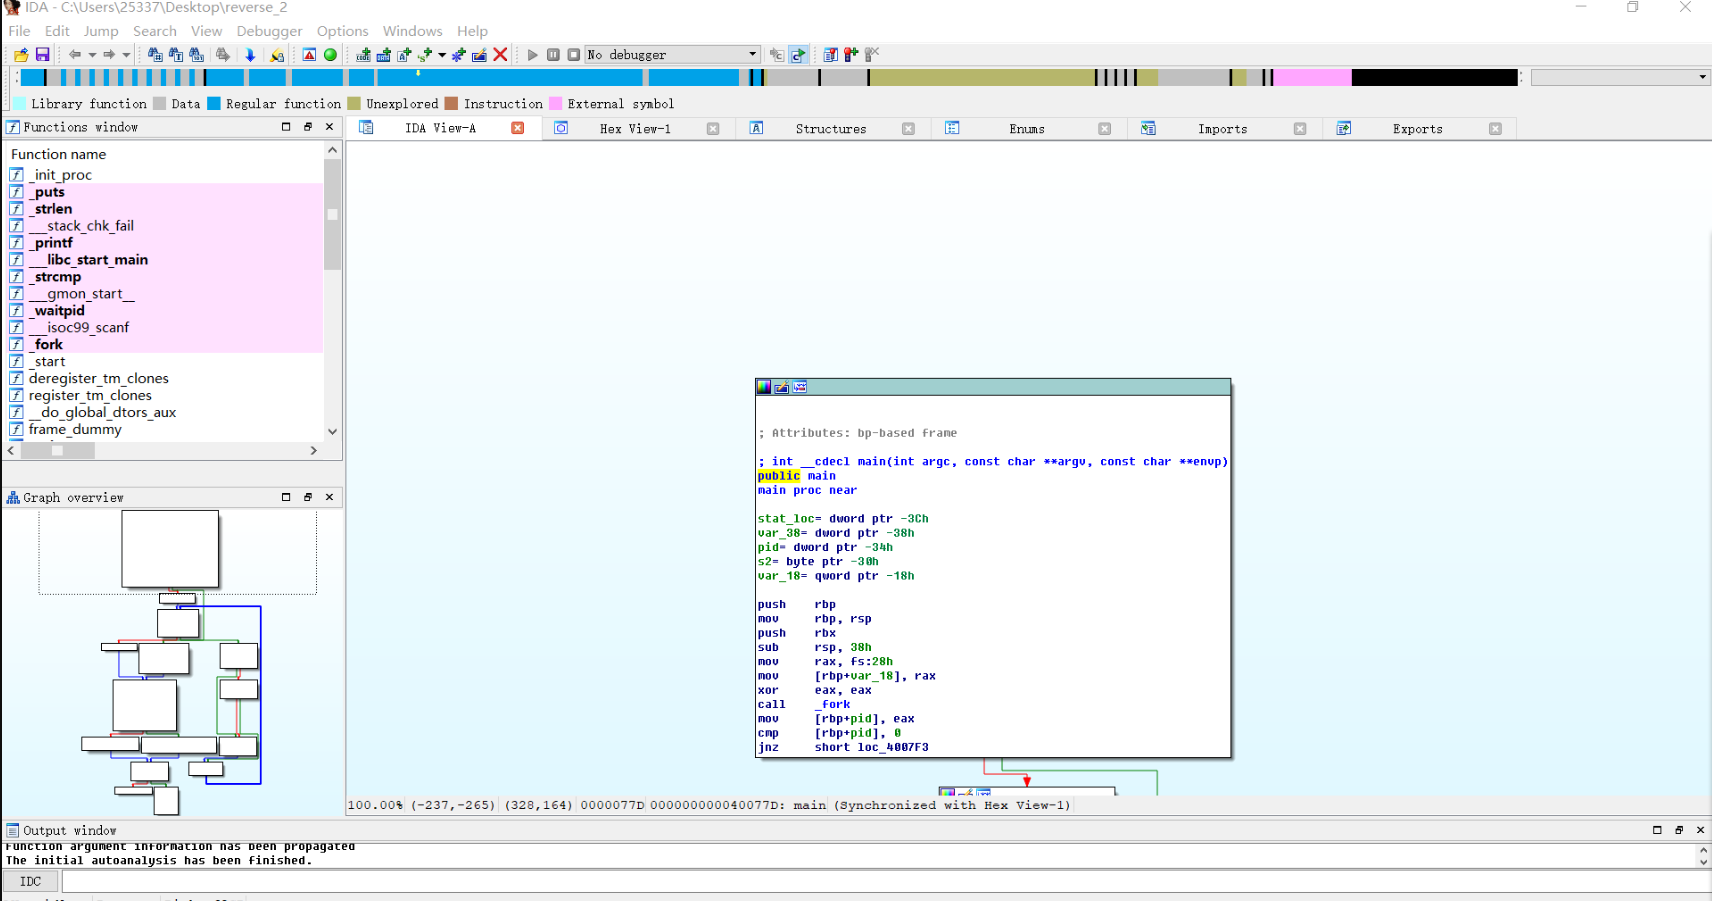 IDA - C:\Users\25337\Desktop\reverse_2
File Edit Jump Search View Debugger Options Windows Help
No debugger
Library function Data Regular function Unexplored Instruction External symbol
Functions window
IDA View-A Hex View-1 Structures Enums Imports Exports
Function name
_init_proc
_puts
_strlen
___stack_chk_fail
_printf
___libc_start_main
_strcmp
___gmon_start__
_waitpid
___isoc99_scanf
_fork
_start
deregister_tm_clones
register_tm_clones
__do_global_dtors_aux
frame_dummy
Graph overview
; Attributes: bp-based frame
; int __cdecl main(int argc, const char **argv, const char **envp)
public main
main proc near
stat_loc= dword ptr -3Ch
var_38= dword ptr -38h
pid= dword ptr -34h
s2= byte ptr -30h
var_18= qword ptr -18h
push rbp
mov rbp, rsp
push rbx
sub rsp, 38h
mov rax, fs:28h
mov [rbp+var_18], rax
xor eax, eax
call _fork
mov [rbp+pid], eax
cmp [rbp+pid], 0
jnz short loc_4007F3
100.00% (-237,-265) (328,164) 0000077D 000000000040077D: main (Synchronized with Hex View-1)
Output window
Function argument information has been propagated
The initial autoanalysis has been finished.
IDC